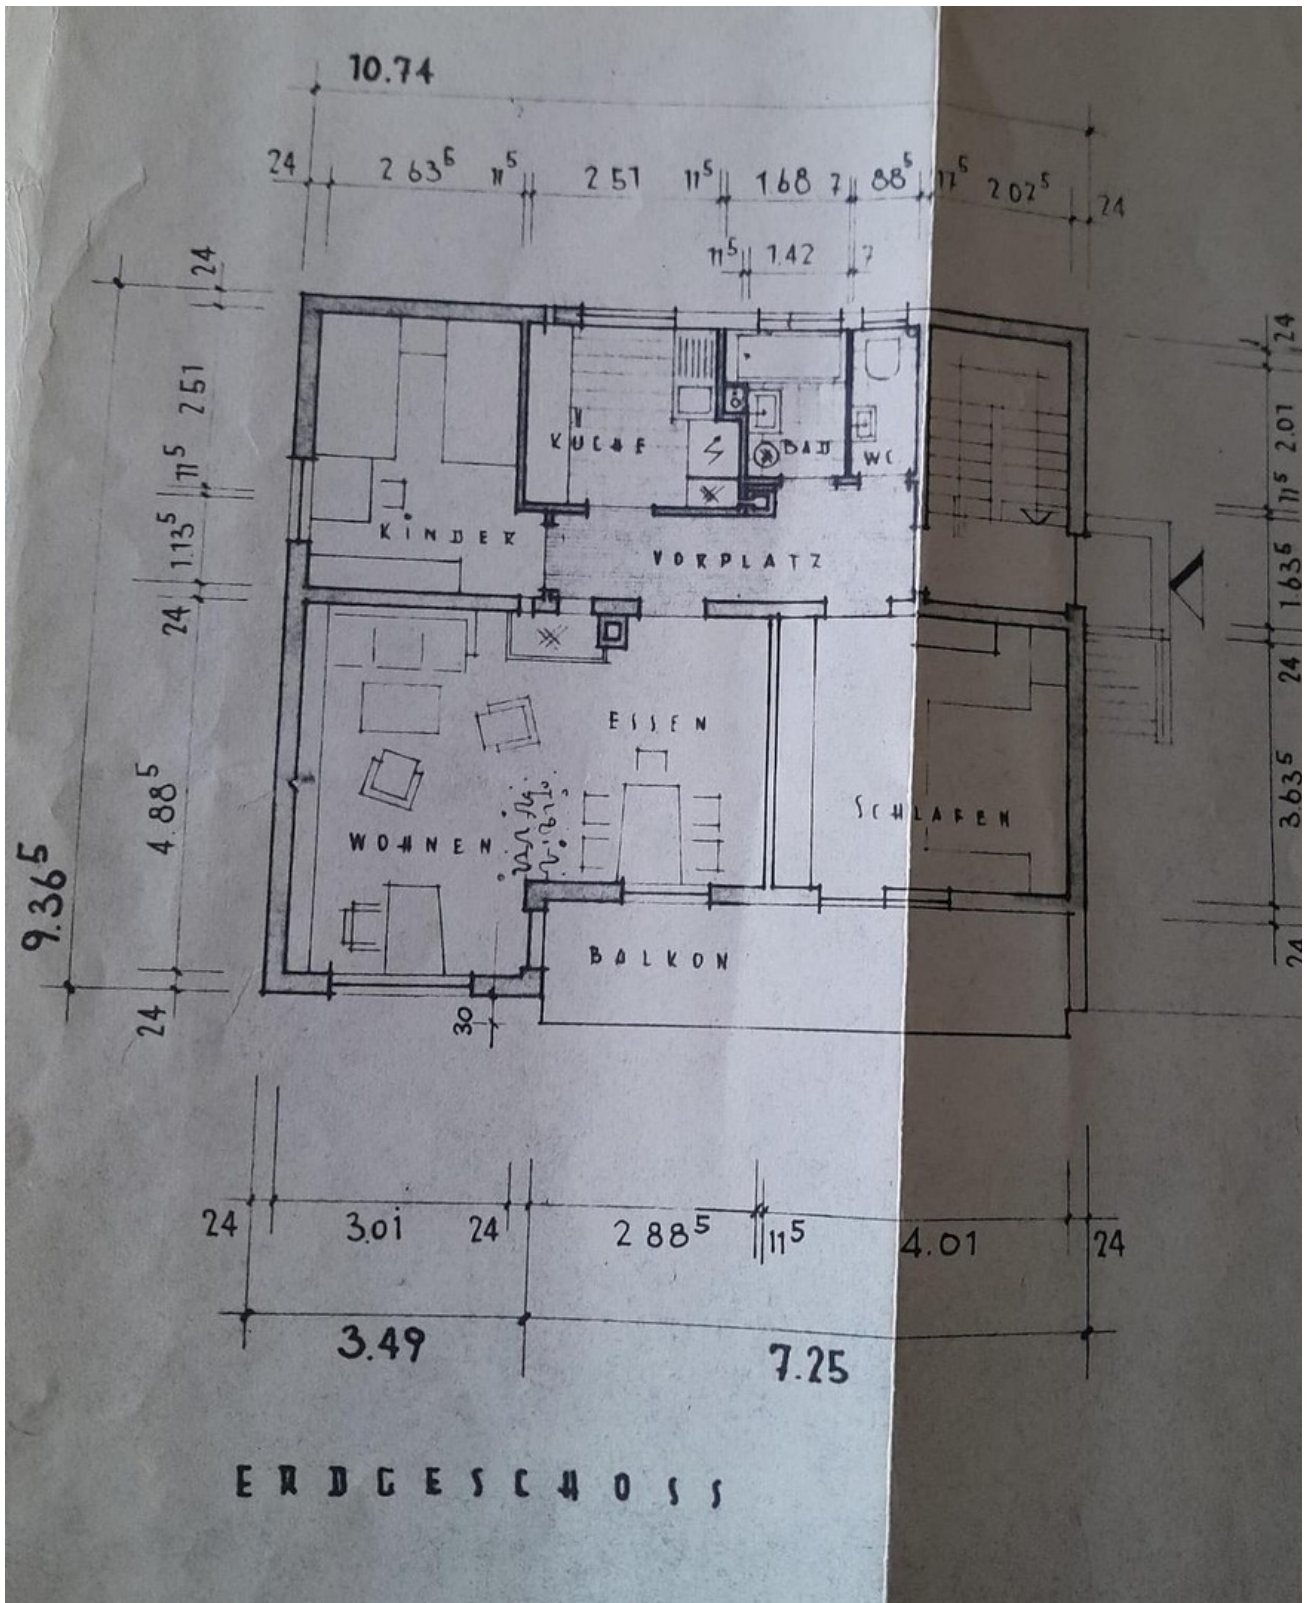 10.74
24 2 63⁵ 11⁵ 2 51 11⁵ 1.68 7 88⁵ 17⁵ 2 02⁵ 24
11⁵ 1.42 7
24
2 51
11⁵
1.13⁵
24
4.88⁵
24
9.36⁵
24
2.01
11⁵
1.63⁵
24
3.63⁵
24
KÜCHE
BAD
WC
KINDER
VORPLATZ
ESSEN
SCHLAFEN
WOHNEN
BALKON
30
24 3.01 24 2 88⁵ 11⁵ 4.01 24
3.49 7.25
ERDGESCHOSS